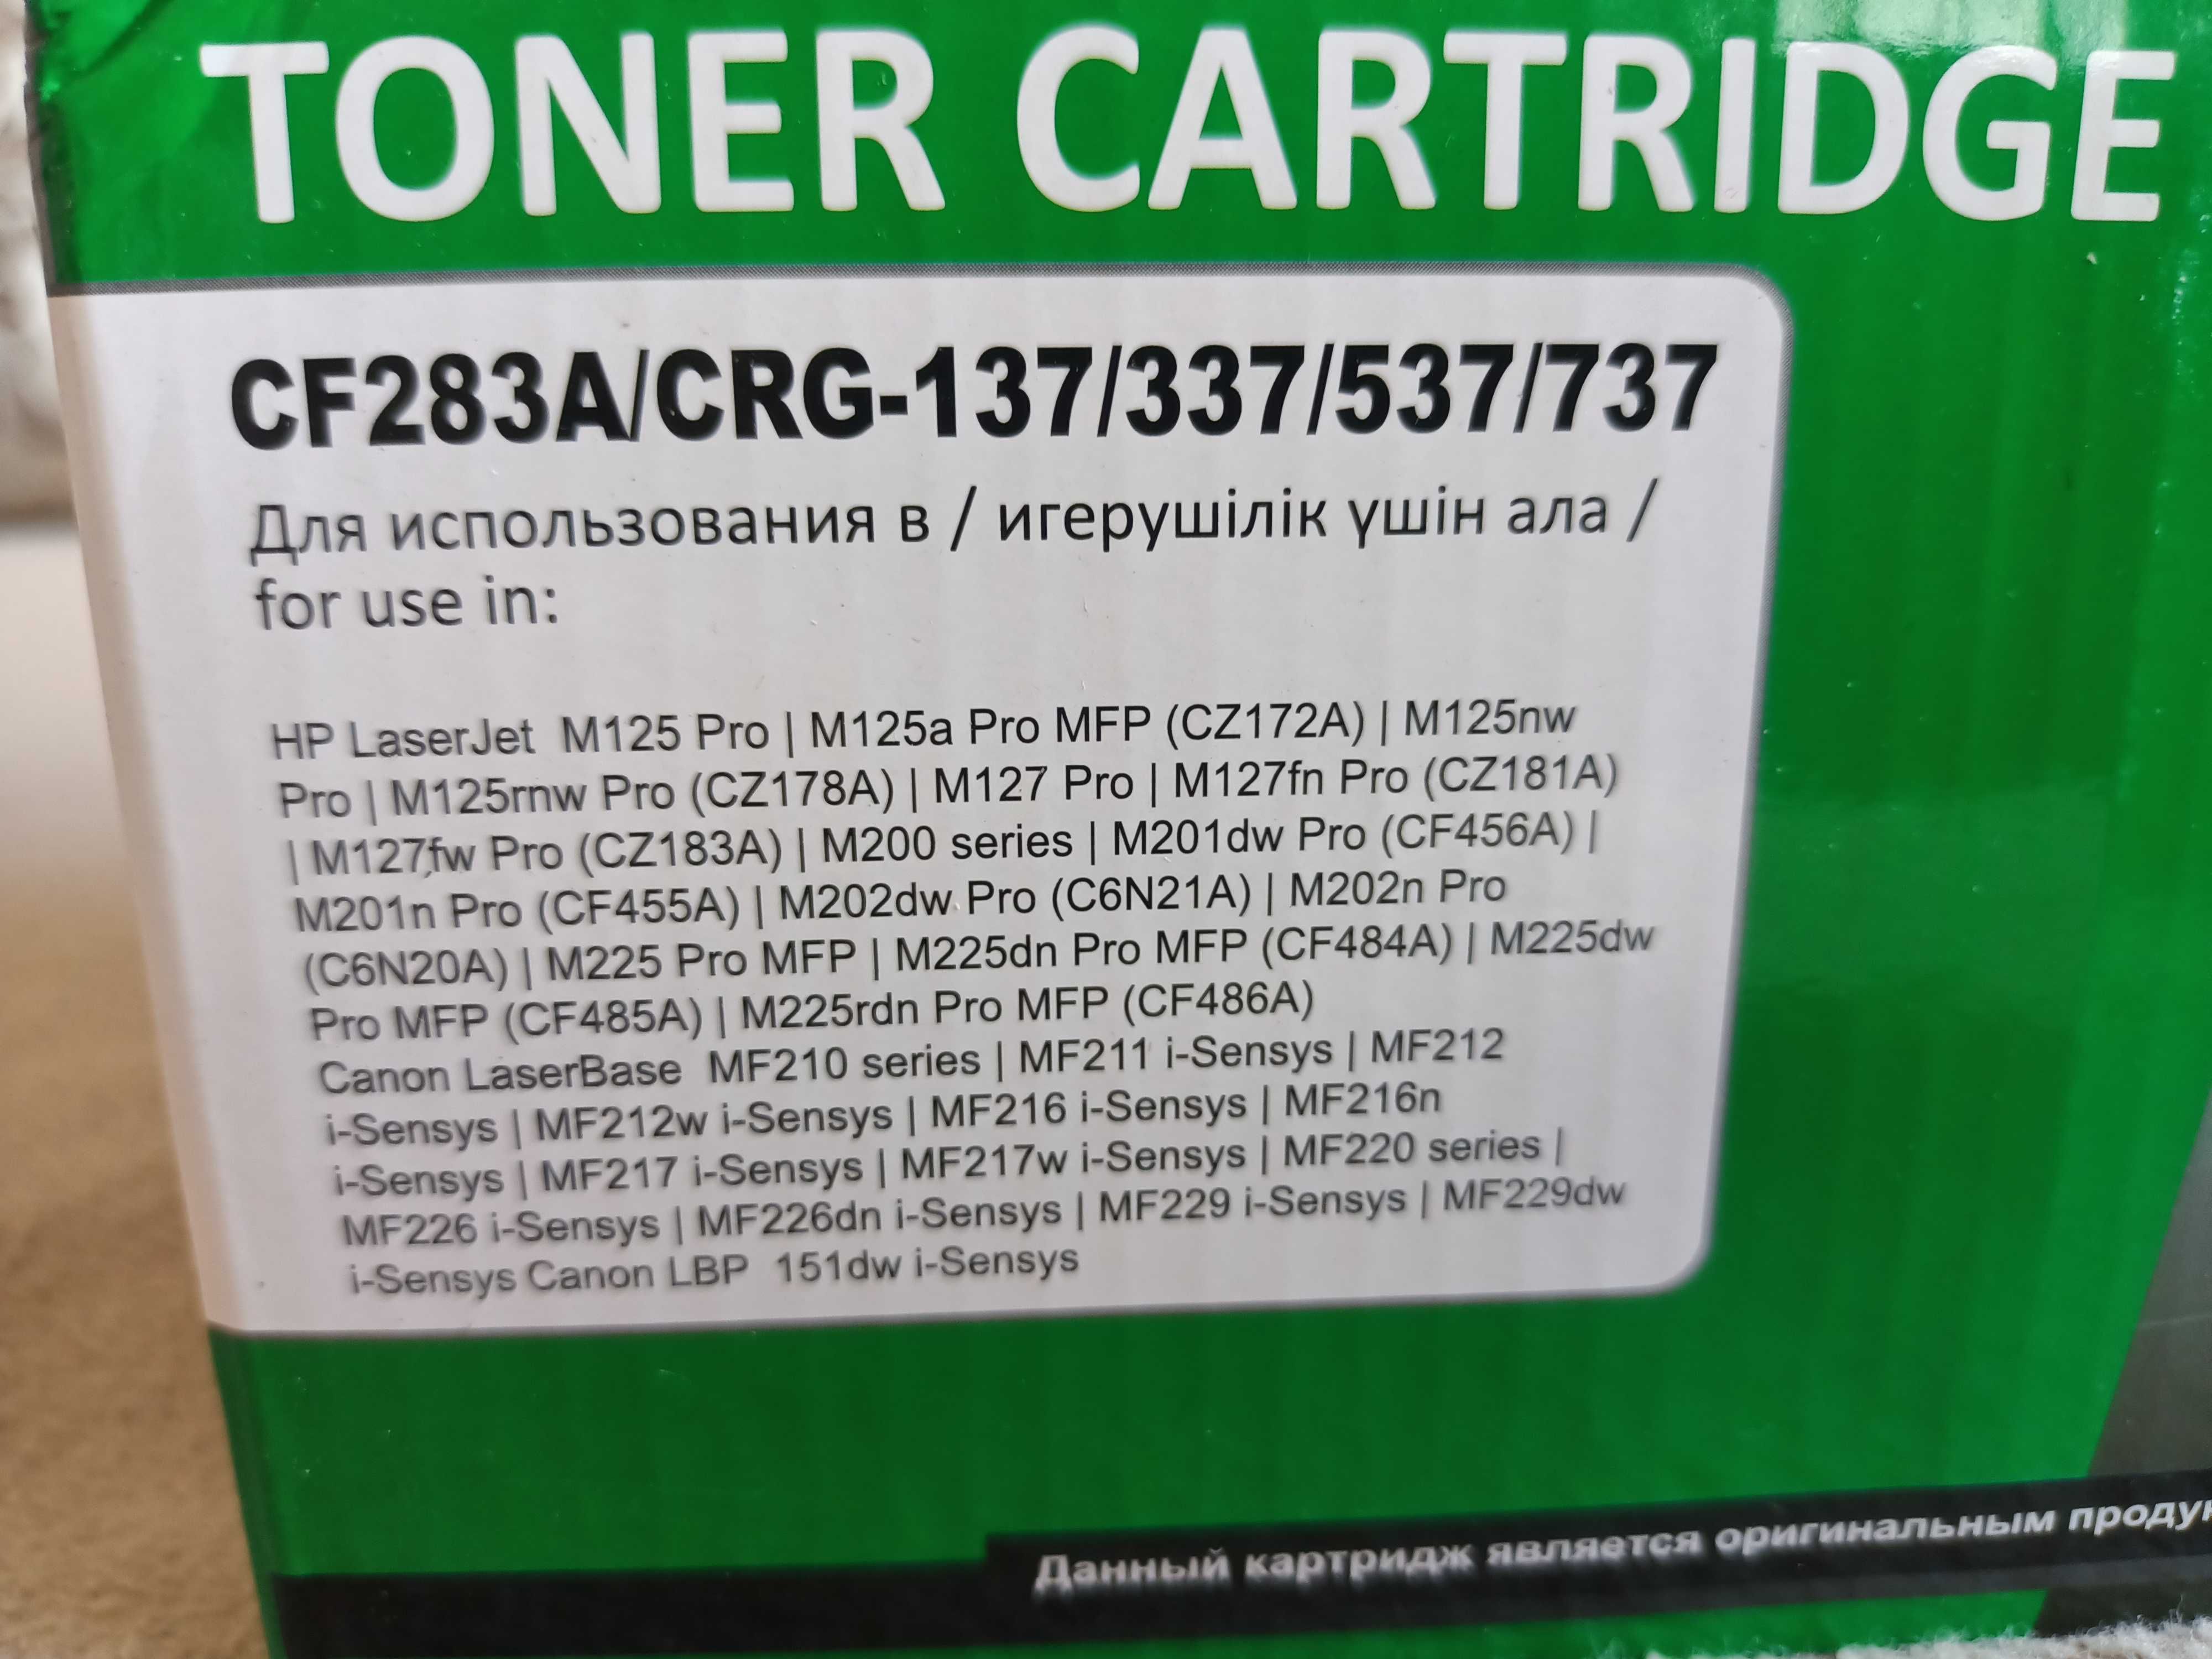 TONER CARTRIDGE
CF283A/CRG-137/337/537/737
Для использования в / игерушілік үшін ала /
for use in:
HP LaserJet M125 Pro | M125a Pro MFP (CZ172A) | M125nw
Pro | M125rnw Pro (CZ178A) | M127 Pro | M127fn Pro (CZ181A)
| M127fw Pro (CZ183A) | M200 series | M201dw Pro (CF456A) |
M201n Pro (CF455A) | M202dw Pro (C6N21A) | M202n Pro
(C6N20A) | M225 Pro MFP | M225dn Pro MFP (CF484A) | M225dw
Pro MFP (CF485A) | M225rdn Pro MFP (CF486A)
Canon LaserBase MF210 series | MF211 i-Sensys | MF212
i-Sensys | MF212w i-Sensys | MF216 i-Sensys | MF216n
i-Sensys | MF217 i-Sensys | MF217w i-Sensys | MF220 series |
MF226 i-Sensys | MF226dn i-Sensys | MF229 i-Sensys | MF229dw
i-Sensys Canon LBP 151dw i-Sensys
Данный картридж является оригинальным